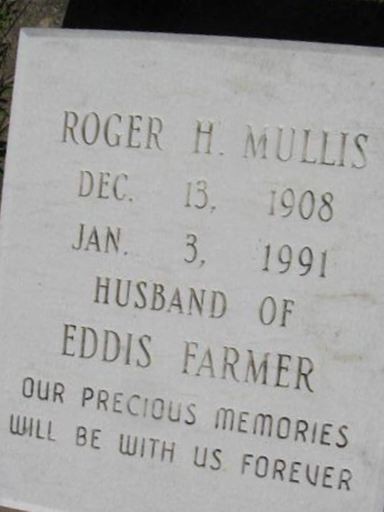 ROGER H. MULLIS
DEC. 13, 1908
JAN. 3, 1991
HUSBAND OF
EDDIS FARMER
OUR PRECIOUS MEMORIES
WILL BE WITH US FOREVER